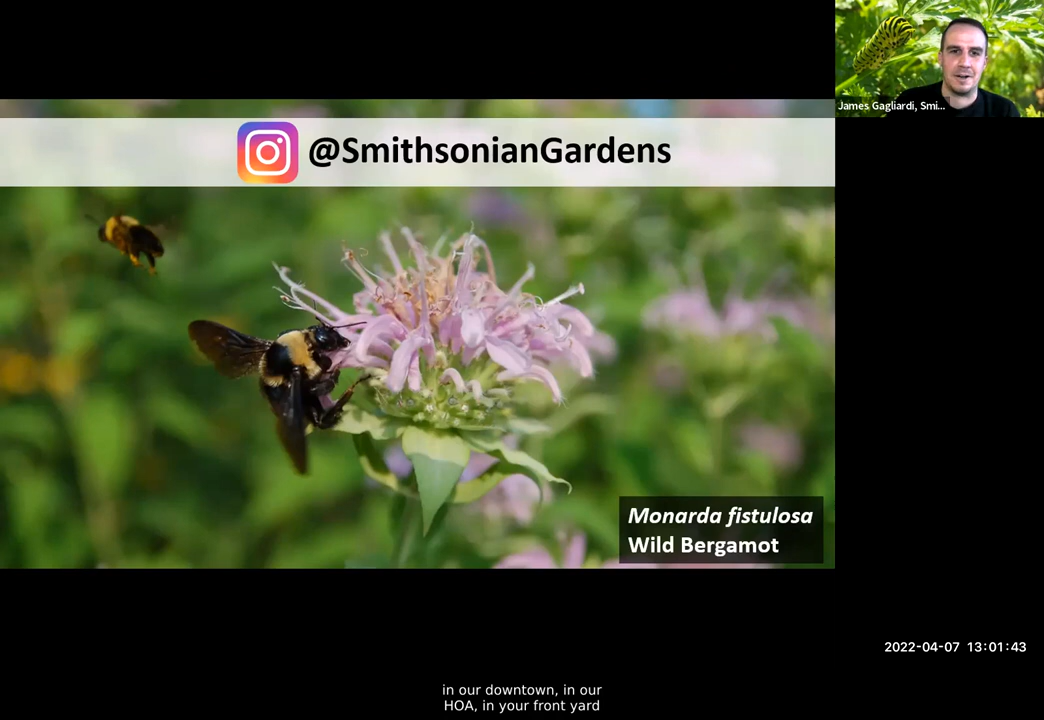 James Gagliardi, Smi...
@SmithsonianGardens
Monarda fistulosa
Wild Bergamot
2022-04-07 13:01:43
in our downtown, in our
HOA, in your front yard